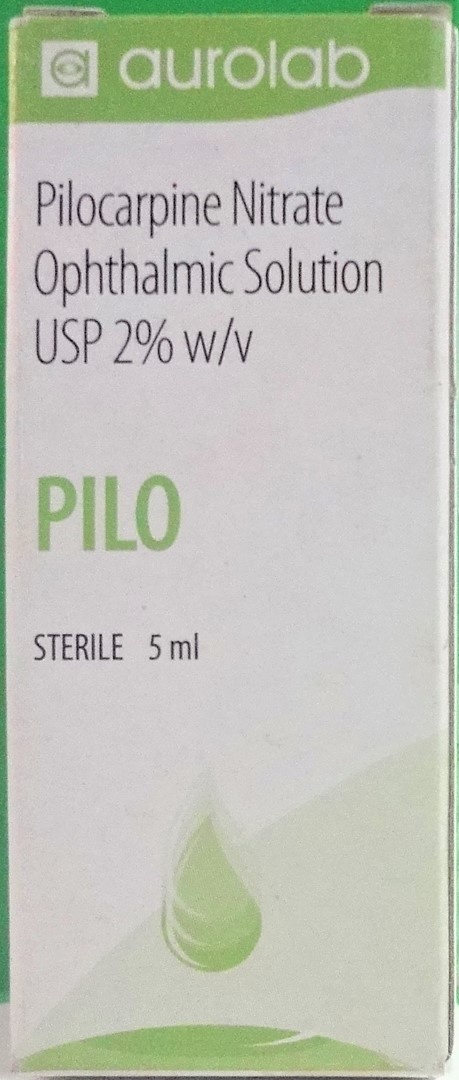 aurolab
Pilocarpine Nitrate
Ophthalmic Solution
USP 2% w/v
PILO
STERILE 5 ml